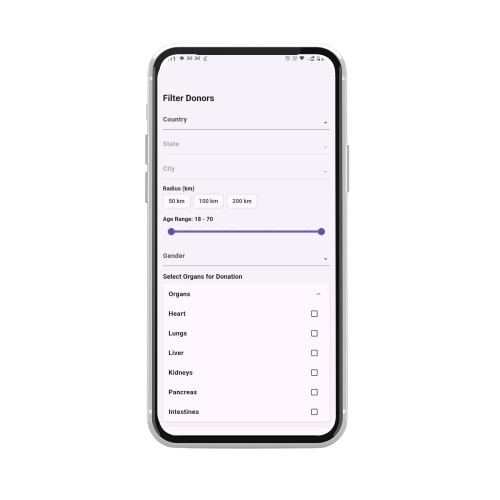 Filter Donors
Country
State
City
Radius (km)
50 km 100 km 200 km
Age Range: 18 - 70
Gender
Select Organs for Donation
Organs
Heart
Lungs
Liver
Kidneys
Pancreas
Intestines